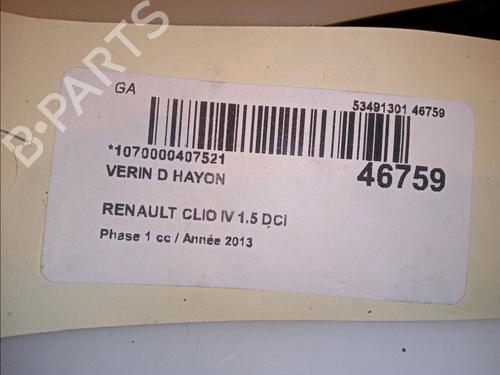 B-PARTS
GA
53491301 46759
*1070000407521
46759
VERIN D HAYON
RENAULT CLIO IV 1.5 DCI
Phase 1 cc / Année 2013